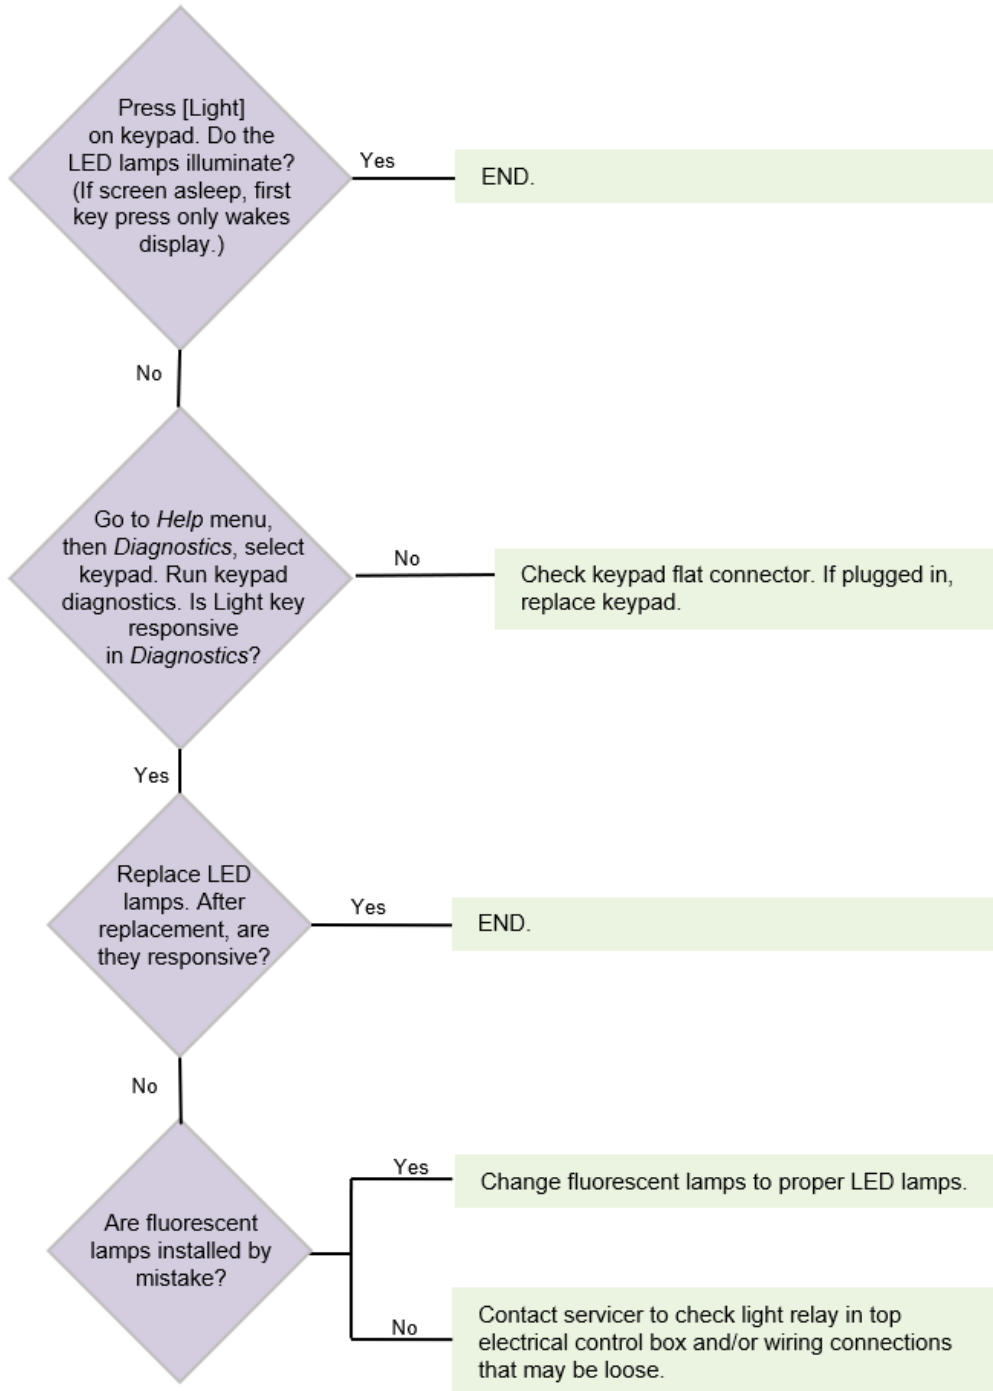 Press [Light]
on keypad. Do the
LED lamps illuminate?
(If screen asleep, first
key press only wakes
display.)
Yes
END.
No
Go to Help menu,
then Diagnostics, select
keypad. Run keypad
diagnostics. Is Light key
responsive
in Diagnostics?
No
Check keypad flat connector. If plugged in,
replace keypad.
Yes
Replace LED
lamps. After
replacement, are
they responsive?
Yes
END.
No
Are fluorescent
lamps installed by
mistake?
Yes
Change fluorescent lamps to proper LED lamps.
No
Contact servicer to check light relay in top
electrical control box and/or wiring connections
that may be loose.